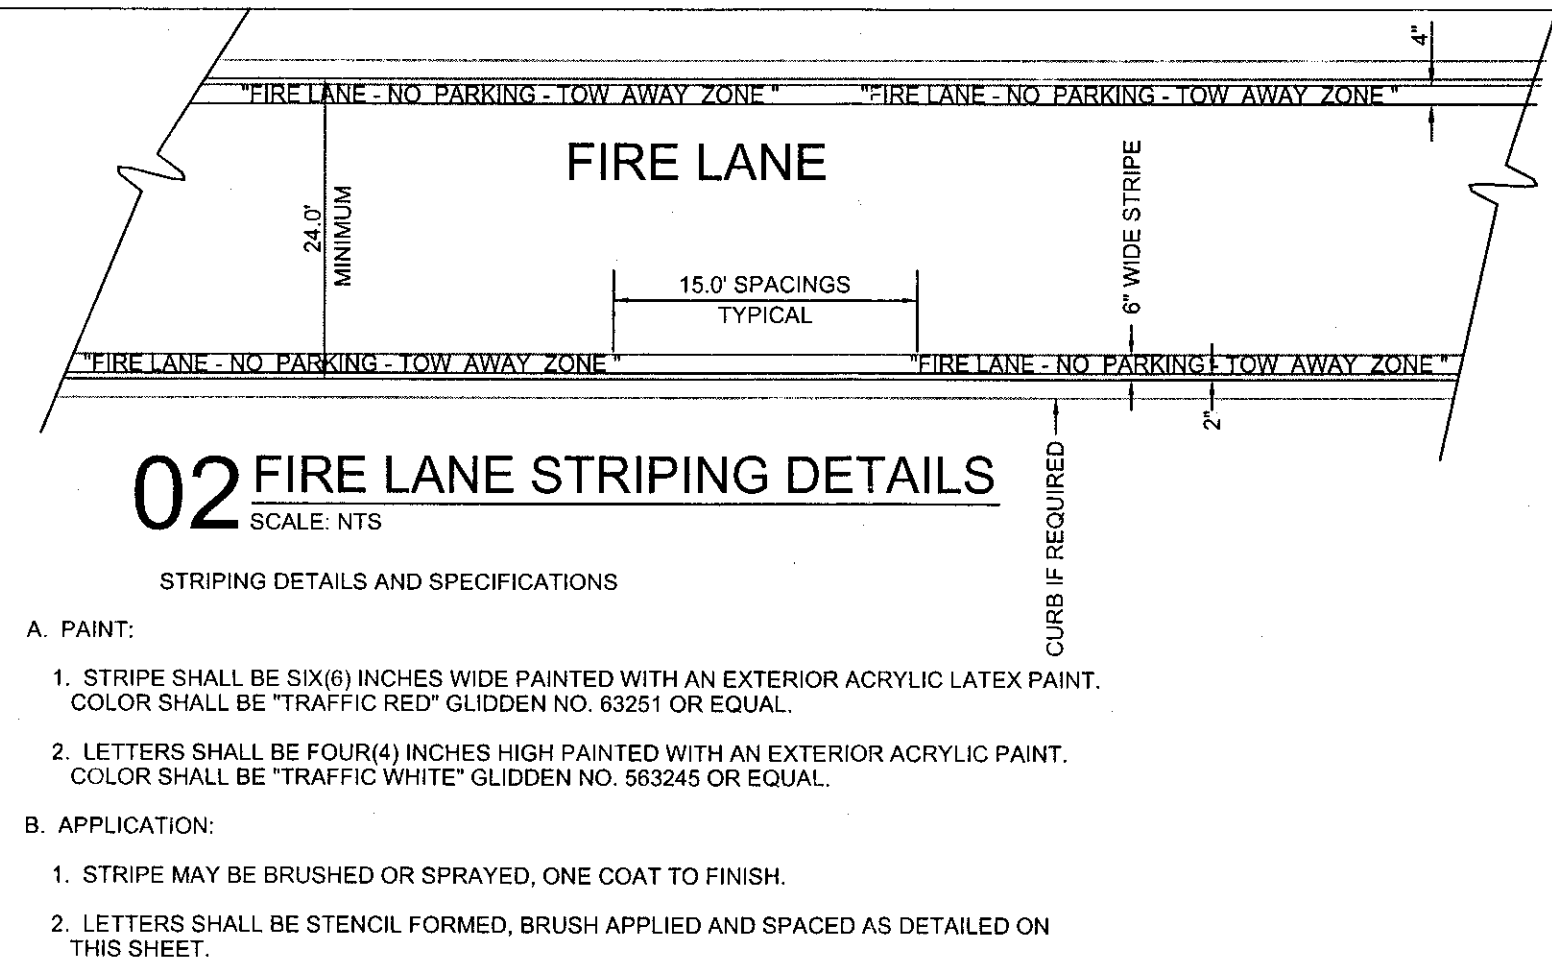 4"
"FIRE LANE - NO PARKING - TOW AWAY ZONE" "FIRE LANE - NO PARKING - TOW AWAY ZONE"
FIRE LANE
24.0'
MINIMUM
6" WIDE STRIPE
15.0' SPACINGS
TYPICAL
"FIRE LANE - NO PARKING - TOW AWAY ZONE" "FIRE LANE - NO PARKING - TOW AWAY ZONE"
2"
CURB IF REQUIRED
02 FIRE LANE STRIPING DETAILS
SCALE: NTS
STRIPING DETAILS AND SPECIFICATIONS
A. PAINT:
1. STRIPE SHALL BE SIX(6) INCHES WIDE PAINTED WITH AN EXTERIOR ACRYLIC LATEX PAINT.
COLOR SHALL BE "TRAFFIC RED" GLIDDEN NO. 63251 OR EQUAL.
2. LETTERS SHALL BE FOUR(4) INCHES HIGH PAINTED WITH AN EXTERIOR ACRYLIC PAINT.
COLOR SHALL BE "TRAFFIC WHITE" GLIDDEN NO. 563245 OR EQUAL.
B. APPLICATION:
1. STRIPE MAY BE BRUSHED OR SPRAYED, ONE COAT TO FINISH.
2. LETTERS SHALL BE STENCIL FORMED, BRUSH APPLIED AND SPACED AS DETAILED ON
THIS SHEET.